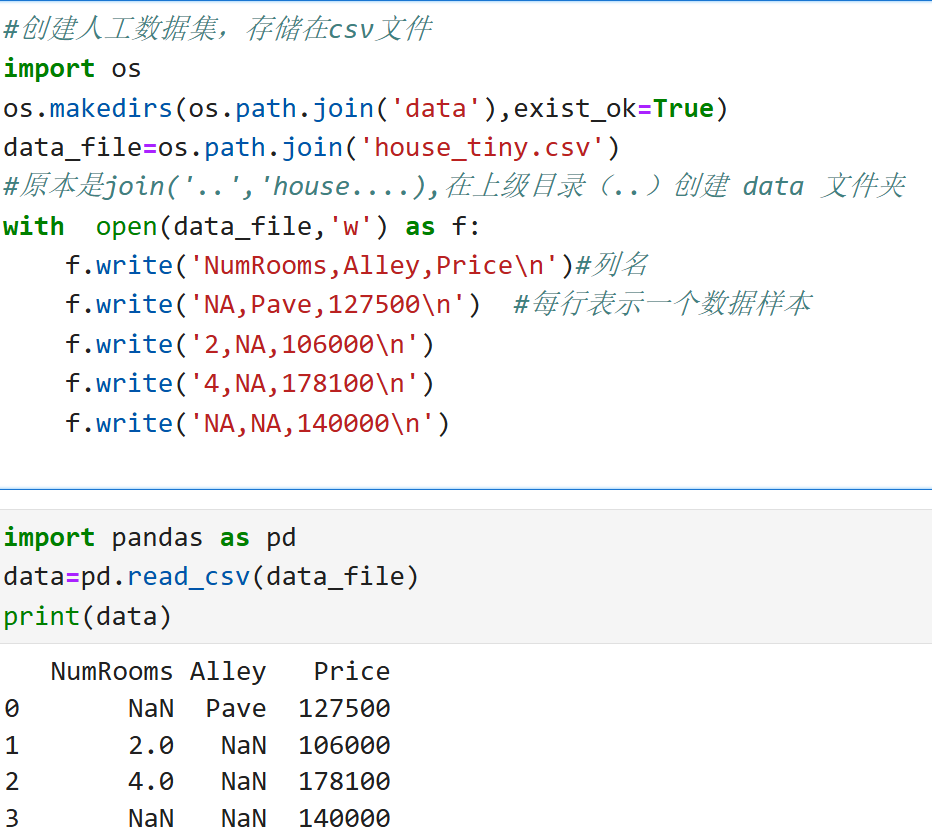 #创建人工数据集，存储在csv文件
import os
os.makedirs(os.path.join('data'),exist_ok=True)
data_file=os.path.join('house_tiny.csv')
#原本是join('..','house....),在上级目录（..）创建 data 文件夹
with  open(data_file,'w') as f:
    f.write('NumRooms,Alley,Price\n')#列名
    f.write('NA,Pave,127500\n')  #每行表示一个数据样本
    f.write('2,NA,106000\n')
    f.write('4,NA,178100\n')
    f.write('NA,NA,140000\n')
import pandas as pd
data=pd.read_csv(data_file)
print(data)
   NumRooms Alley   Price
0       NaN  Pave  127500
1       2.0   NaN  106000
2       4.0   NaN  178100
3       NaN   NaN  140000